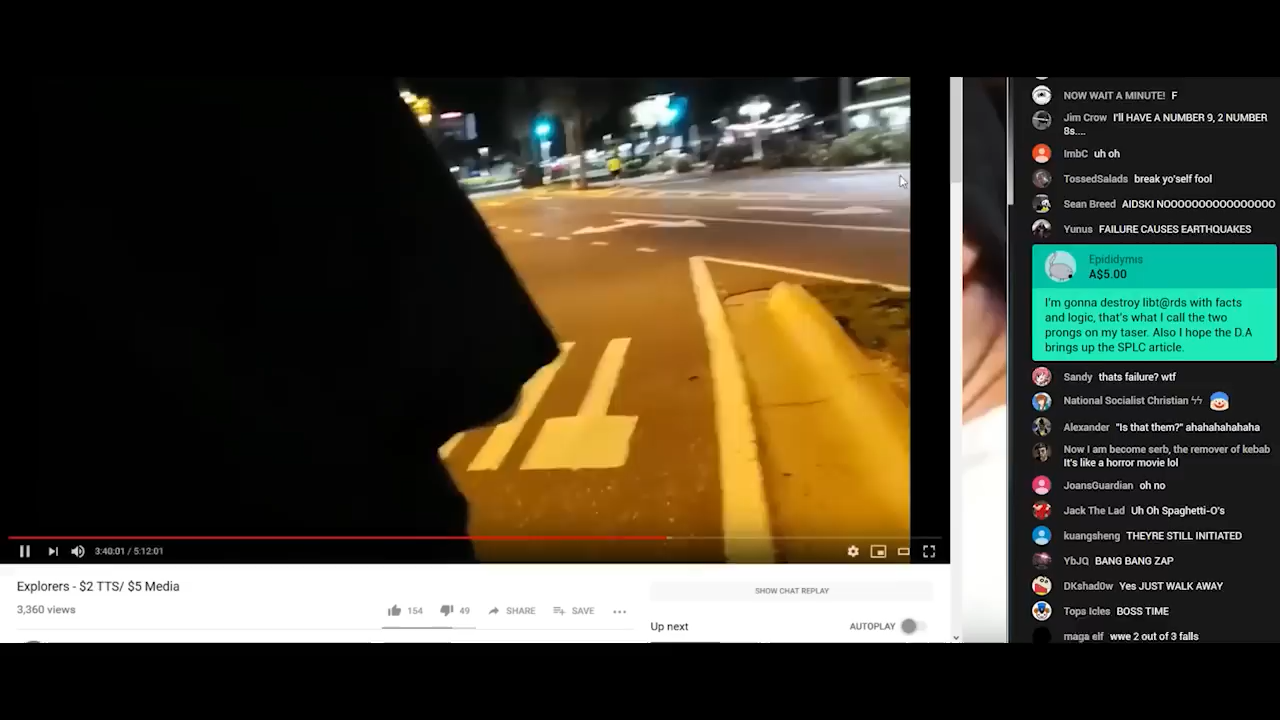 NOW WAIT A MINUTE! F
Jim Crow I'll HAVE A NUMBER 9, 2 NUMBER
8s....
ImbC uh oh
TossedSalads break yo'self fool
Sean Breed AIDSKI NOOOOOOOOOOOOOOO
Yunus FAILURE CAUSES EARTHQUAKES
Epididymis
A$5.00
I'm gonna destroy libt@rds with facts
and logic, that's what I call the two
prongs on my taser. Also I hope the D.A
brings up the SPLC article.
Sandy thats failure? wtf
National Socialist Christian ϟϟ
Alexander "Is that them?" ahahahahaha
Now I am become serb, the remover of kebab
It's like a horror movie lol
JoansGuardian oh no
Jack The Lad Uh Oh Spaghetti-O's
kuangsheng THEYRE STILL INITIATED
YbJQ BANG BANG ZAP
DKshad0w Yes JUST WALK AWAY
Tops Icles BOSS TIME
maga elf wwe 2 out of 3 falls
3:40:01 / 5:12:01
Explorers - $2 TTS/ $5 Media
3,360 views
154
49
SHARE
SAVE
SHOW CHAT REPLAY
Up next
AUTOPLAY